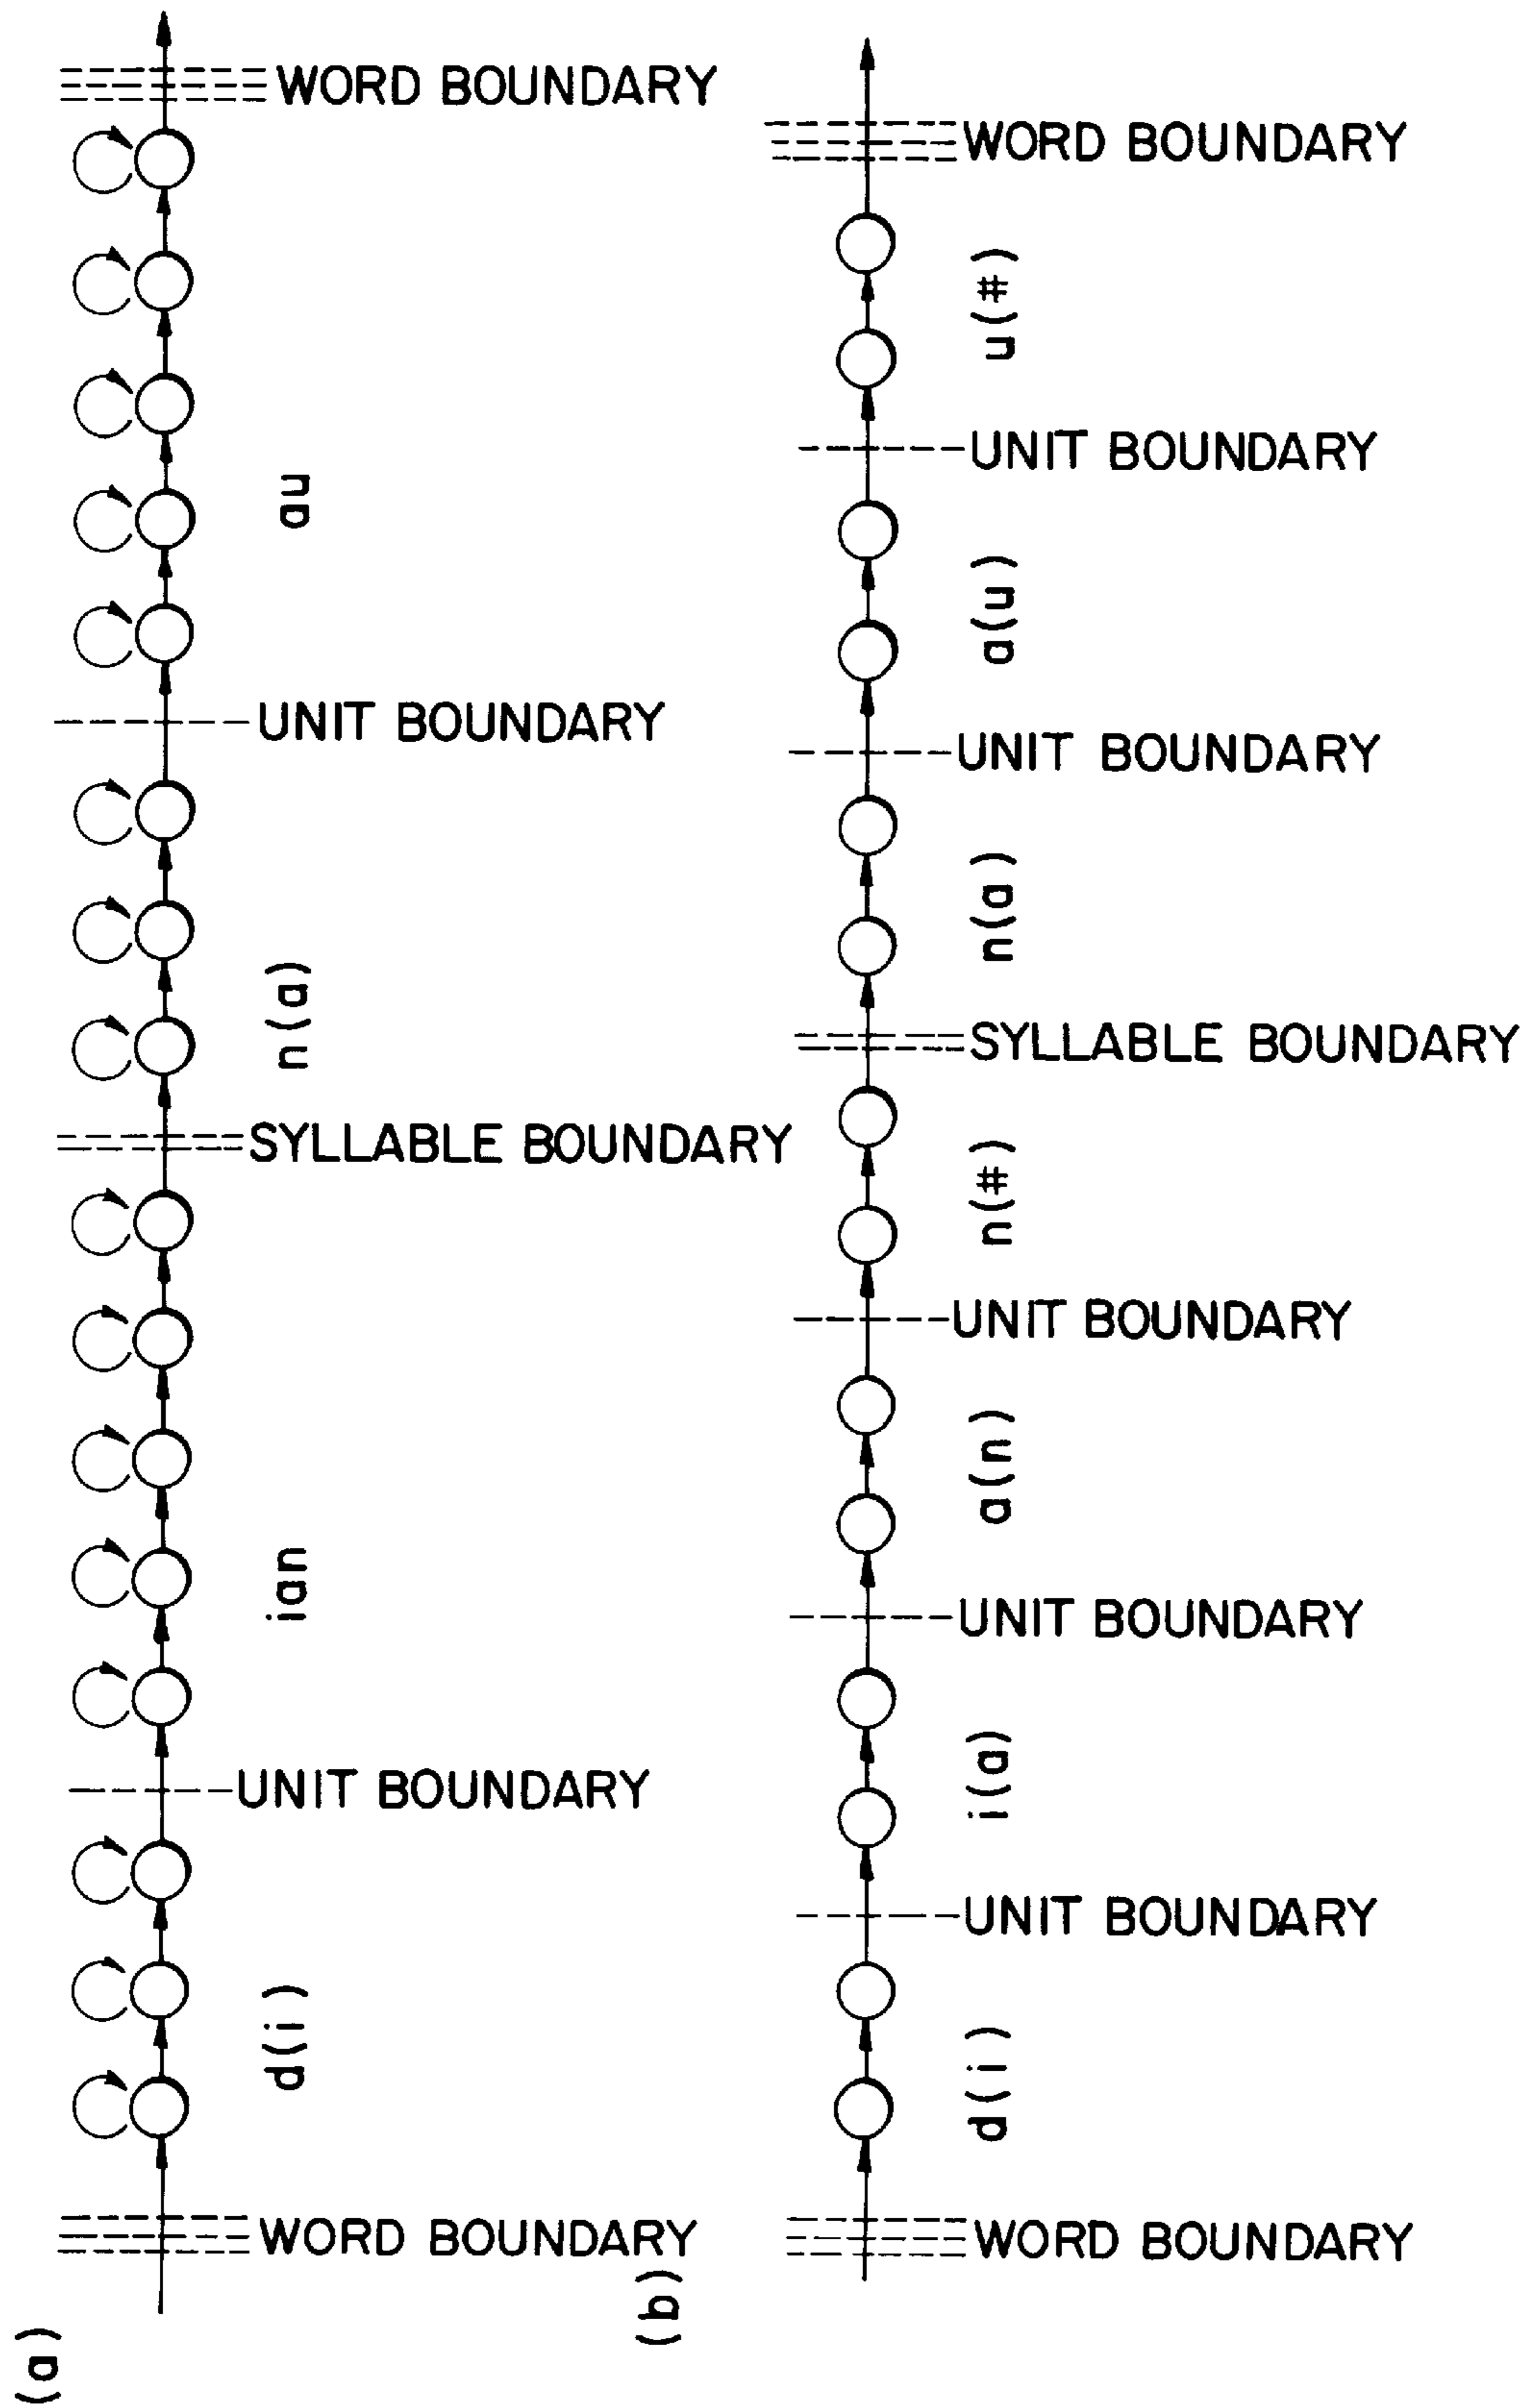 WORD BOUNDARY
au
UNIT BOUNDARY
n(a)
SYLLABLE BOUNDARY
ian
UNIT BOUNDARY
d(i)
WORD BOUNDARY
(a)
WORD BOUNDARY
u(#)
UNIT BOUNDARY
a(u)
UNIT BOUNDARY
n(a)
SYLLABLE BOUNDARY
n(#)
UNIT BOUNDARY
a(n)
UNIT BOUNDARY
i(a)
UNIT BOUNDARY
d(i)
WORD BOUNDARY
(b)